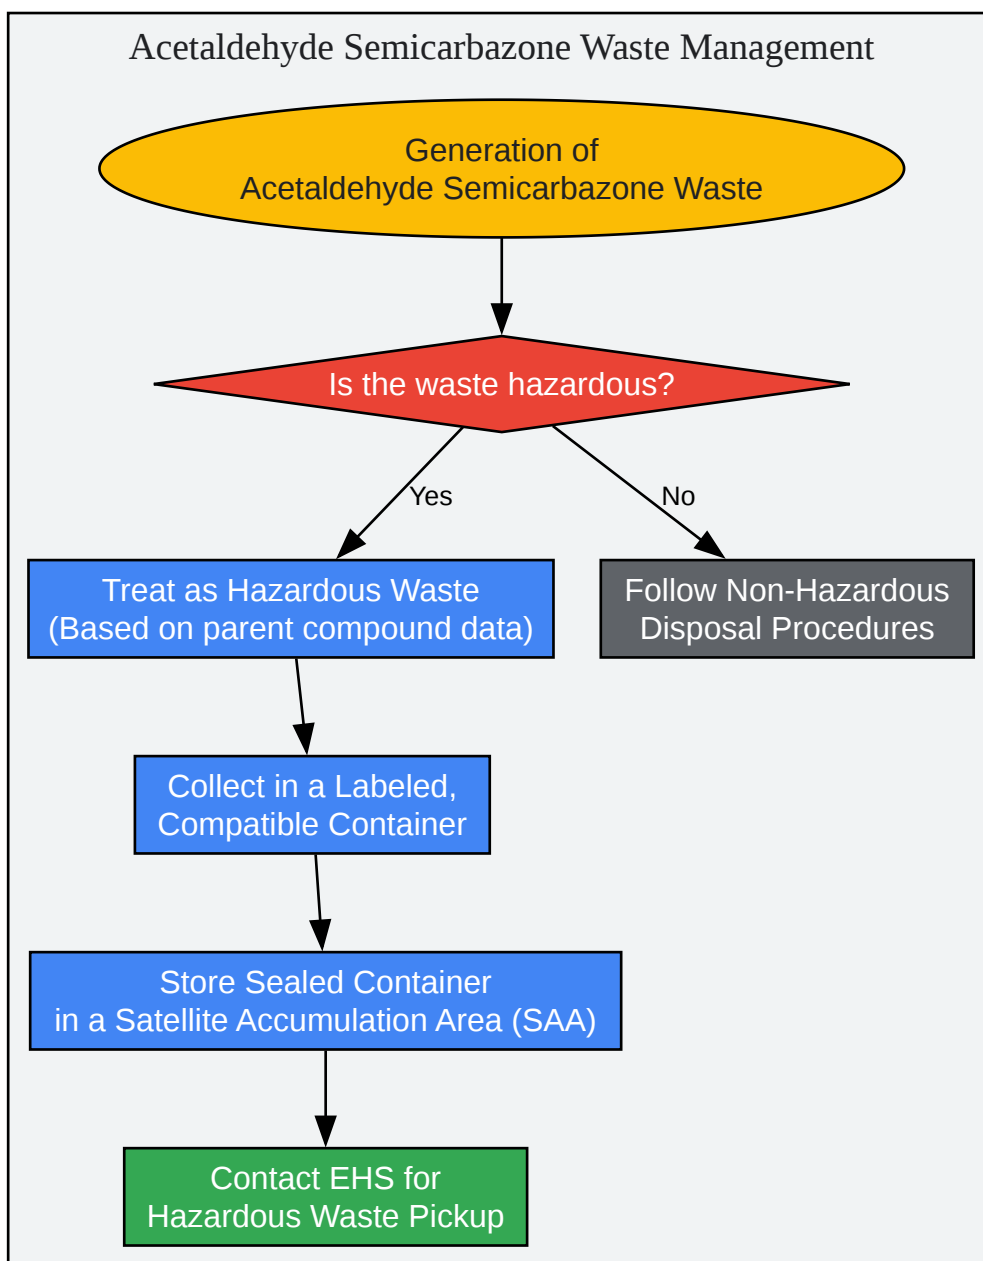 Acetaldehyde Semicarbazone Waste Management
Generation of
Acetaldehyde Semicarbazone Waste
Is the waste hazardous?
Yes
No
Treat as Hazardous Waste
(Based on parent compound data)
Follow Non-Hazardous
Disposal Procedures
Collect in a Labeled,
Compatible Container
Store Sealed Container
in a Satellite Accumulation Area (SAA)
Contact EHS for
Hazardous Waste Pickup